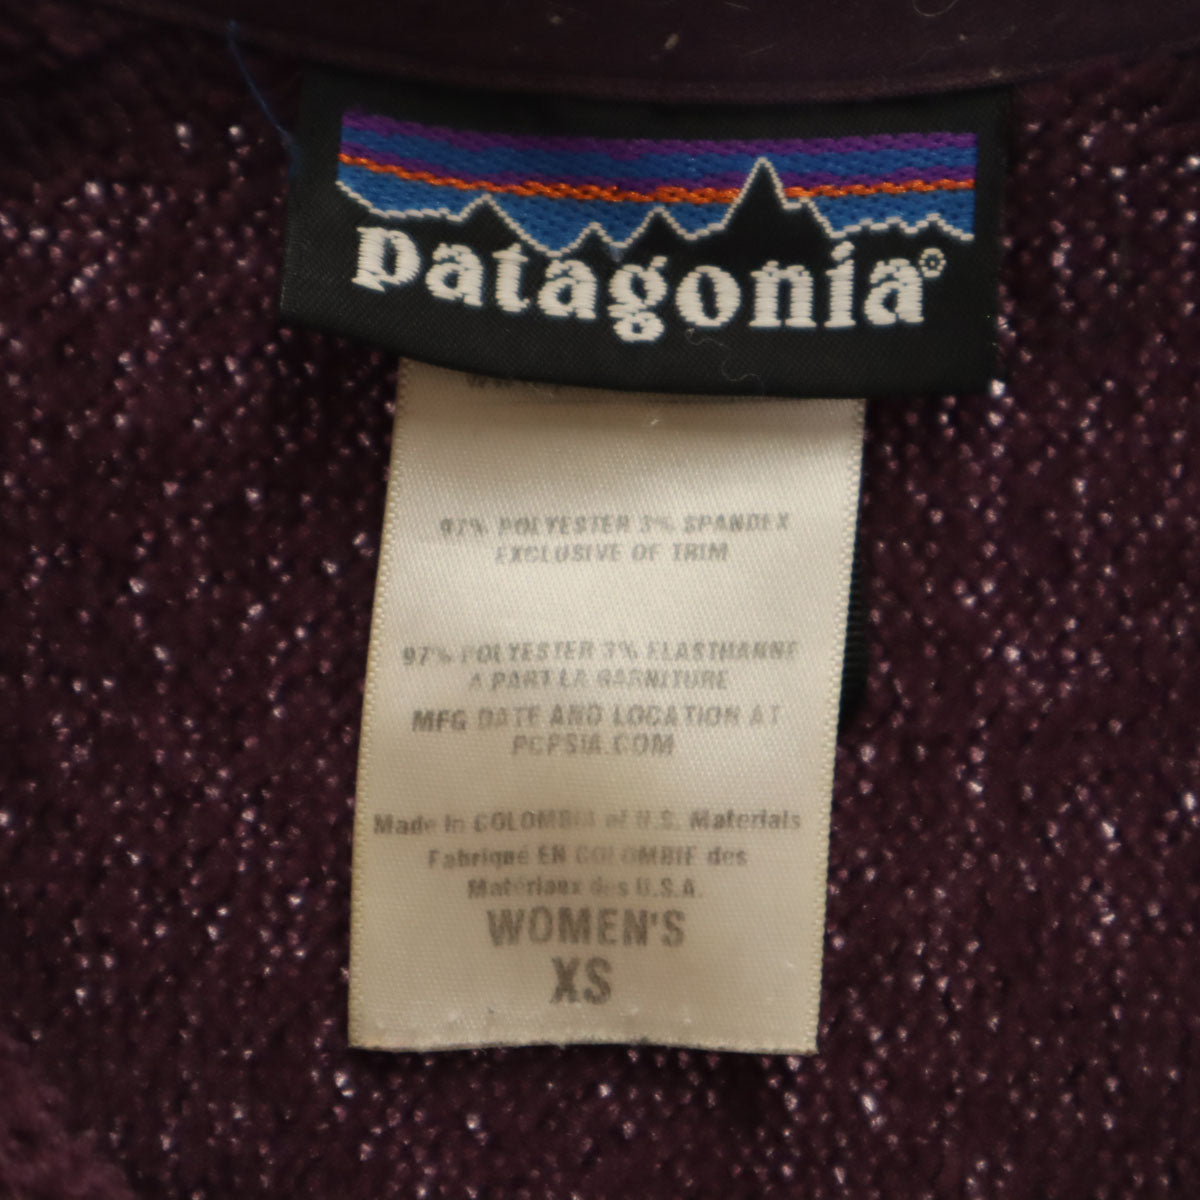 patagonia®
97% POLYESTER 3% SPANDEX
EXCLUSIVE OF TRIM
97% POLYESTER 3% ELASTHANNE
A PART LA GARNITURE
MFG DATE AND LOCATION AT
PCPSIA.COM
Made in COLOMBIA of U.S. Materials
Fabriqué EN COLOMBIE des
Matériaux des U.S.A.
WOMEN'S
XS